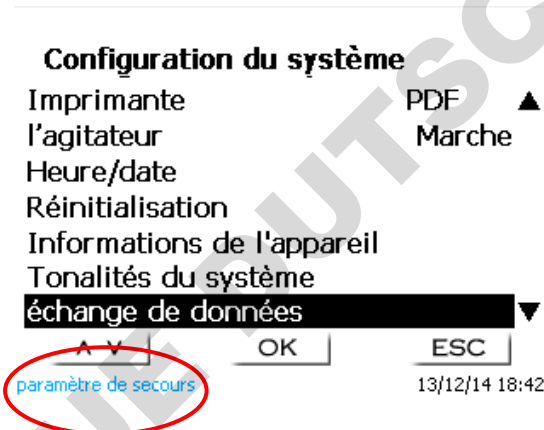 Configuration du système
Imprimante PDF ▲
l'agitateur Marche
Heure/date
Réinitialisation
Informations de l'appareil
Tonalités du système
échange de données ▼
Λ V OK ESC
paramètre de secours 13/12/14 18:42